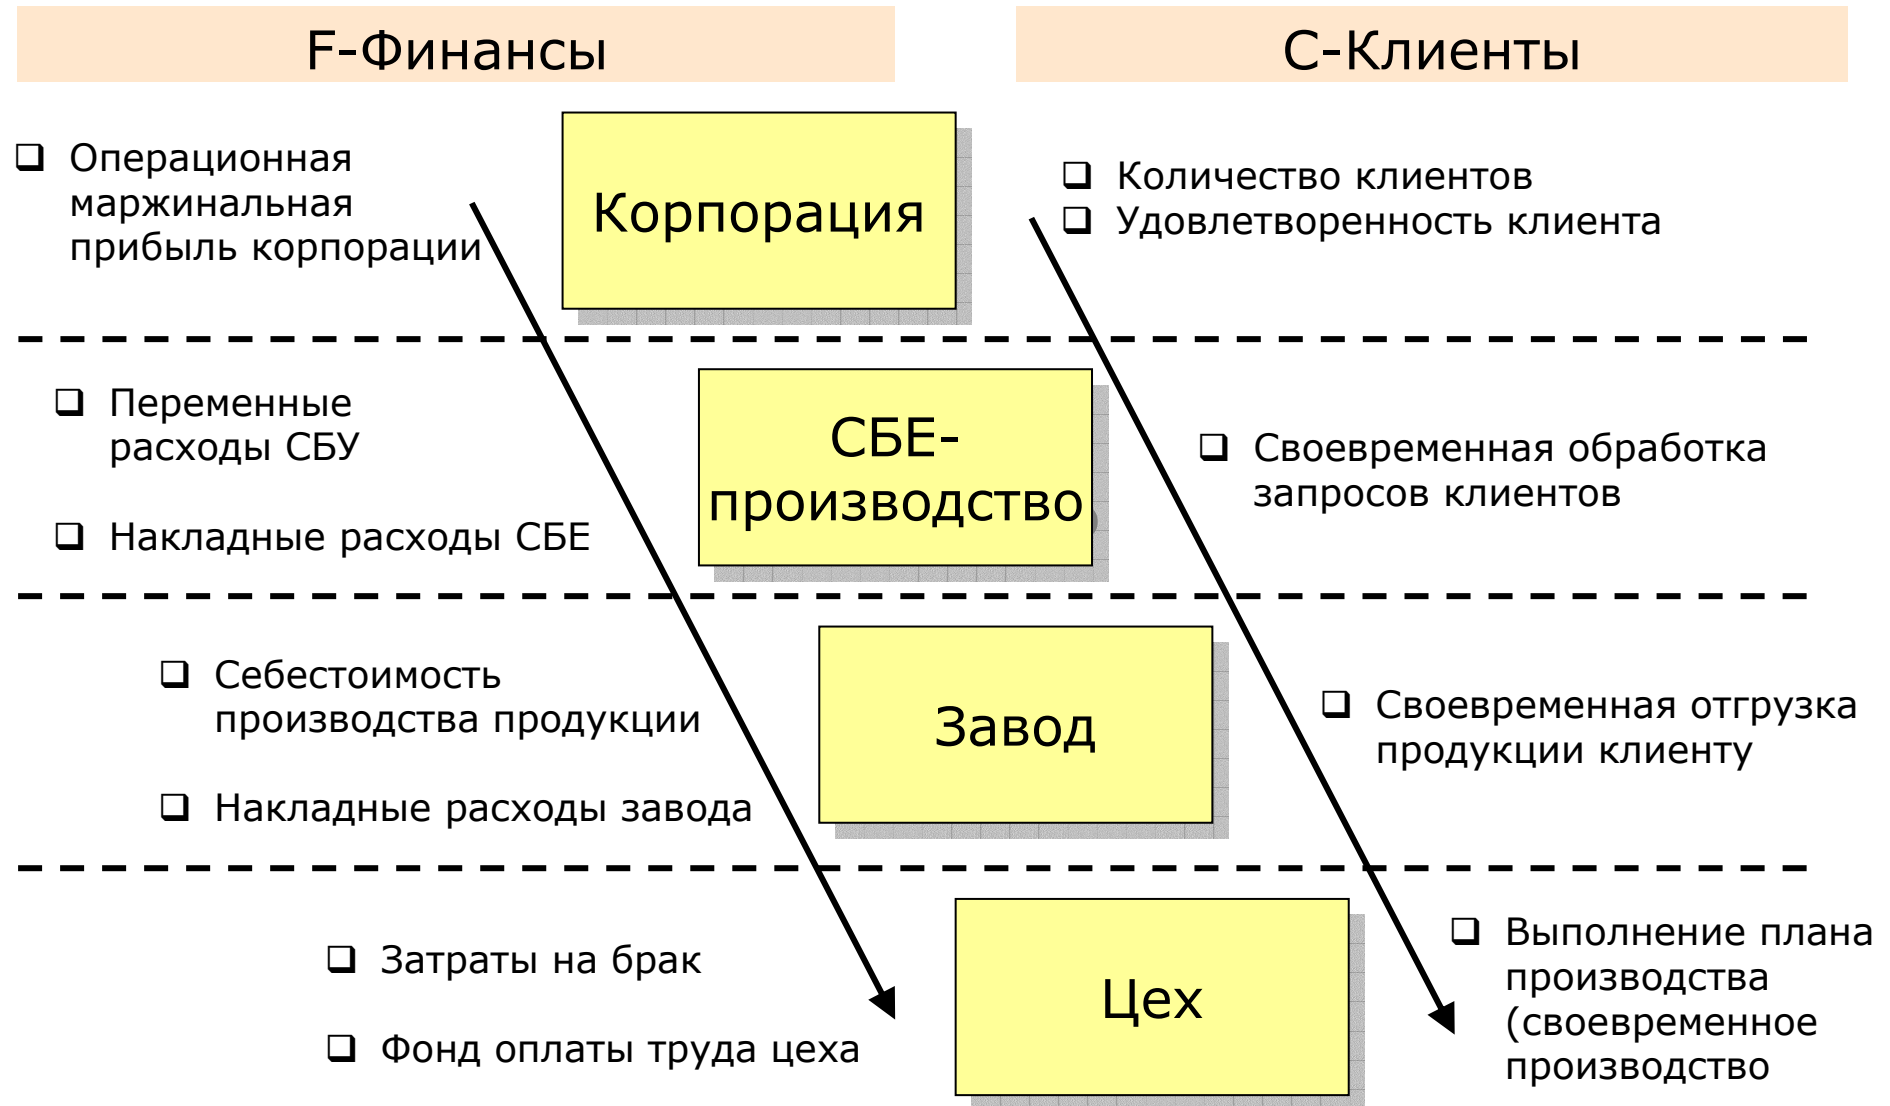 F-Финансы
C-Клиенты
❑ Операционная
маржинальная
прибыль корпорации
Корпорация
❑ Количество клиентов
❑ Удовлетворенность клиента
❑ Переменные
расходы СБУ
❑ Накладные расходы СБЕ
СБЕ-
производство
❑ Своевременная обработка
запросов клиентов
❑ Себестоимость
производства продукции
❑ Накладные расходы завода
Завод
❑ Своевременная отгрузка
продукции клиенту
❑ Затраты на брак
❑ Фонд оплаты труда цеха
Цех
❑ Выполнение плана
производства
(своевременное
производство